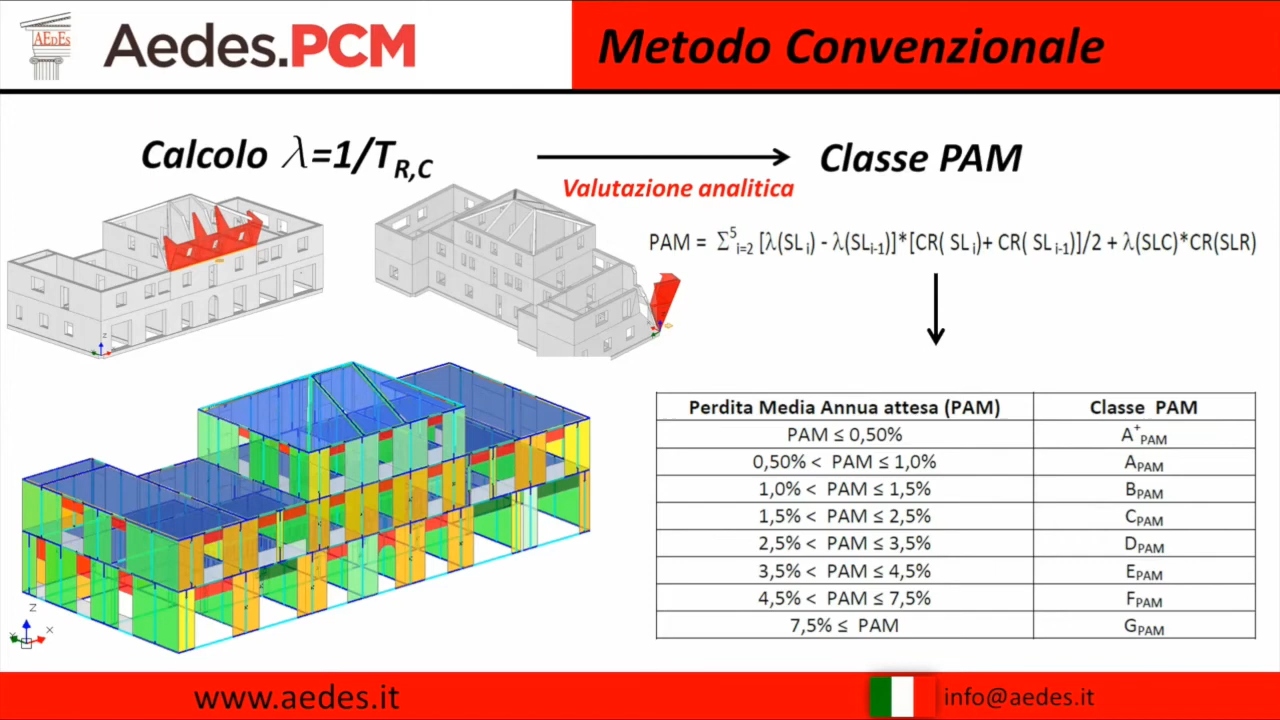 AEDES
Aedes.PCM
Metodo Convenzionale
Calcolo λ=1/T_R,C
Classe PAM
Valutazione analitica
PAM = Σ⁵ᵢ₌₂ [λ(SL i) - λ(SLi-1)]*[CR( SL i)+ CR( SL i-1)]/2 + λ(SLC)*CR(SLR)
Perdita Media Annua attesa (PAM) Classe PAM
PAM ≤ 0,50% A⁺PAM
0,50% < PAM ≤ 1,0% APAM
1,0% < PAM ≤ 1,5% BPAM
1,5% < PAM ≤ 2,5% CPAM
2,5% < PAM ≤ 3,5% DPAM
3,5% < PAM ≤ 4,5% EPAM
4,5% < PAM ≤ 7,5% FPAM
7,5% ≤ PAM GPAM
Z
Z
Y X
www.aedes.it
info@aedes.it